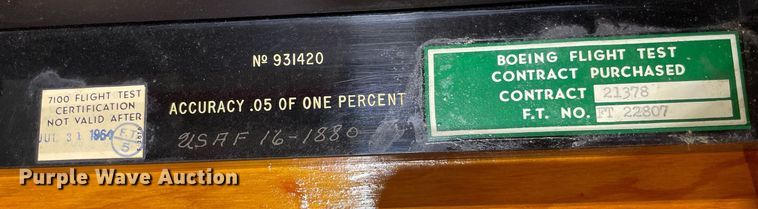 7100 FLIGHT TEST
CERTIFICATION
NOT VALID AFTER
JUL 31 1964
F.T.
5
Nº 931420
ACCURACY .05 OF ONE PERCENT
USAF 16-1880
BOEING FLIGHT TEST
CONTRACT PURCHASED
CONTRACT 21378
F.T. NO. FT 22807
Purple Wave Auction